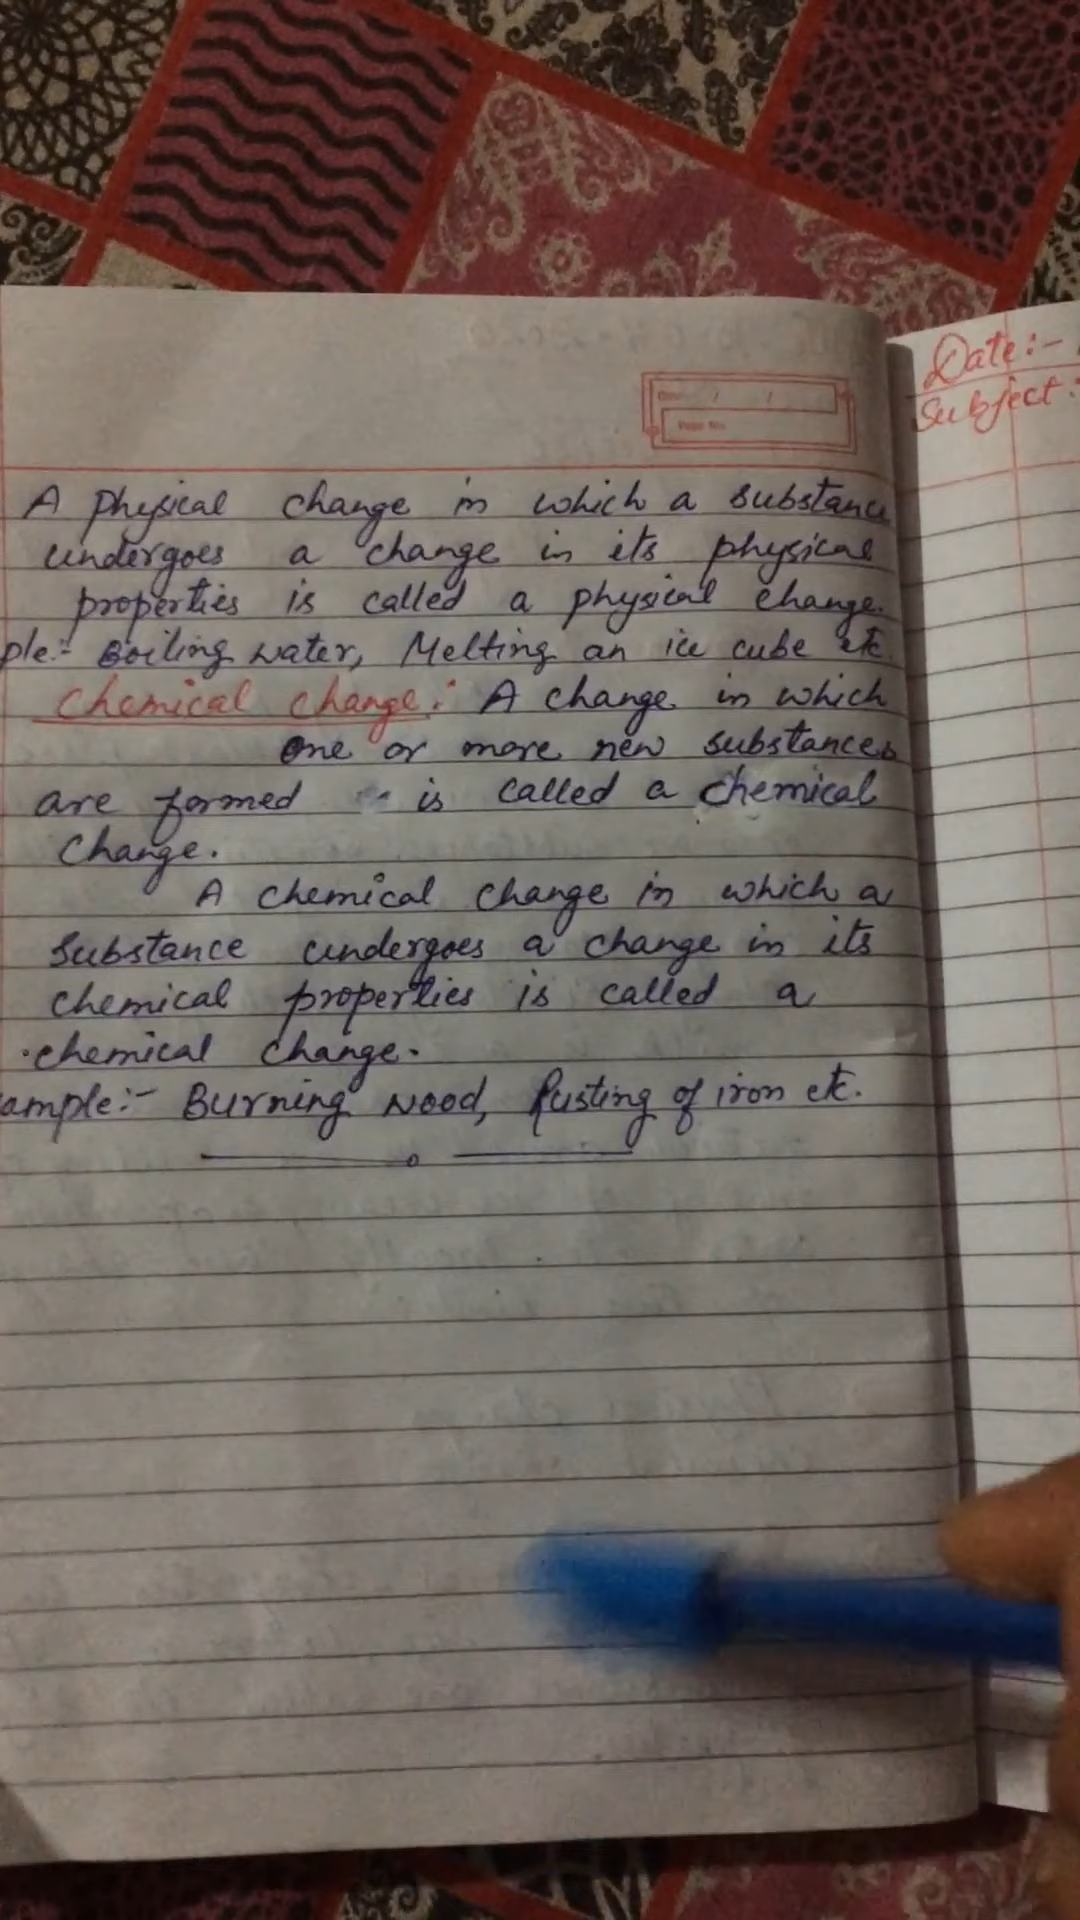 A physical change in which a substance
undergoes a change in its physical
properties is called a physical change.
ple:- Boiling water, Melting an ice cube etc.
Chemical change: A change in which
one or more new substances
are formed is called a chemical
change.
A chemical change in which a
substance undergoes a change in its
chemical properties is called a
chemical change.
ample:- Burning wood, Rusting of iron etc.
Page No.
Date:-
Subject: